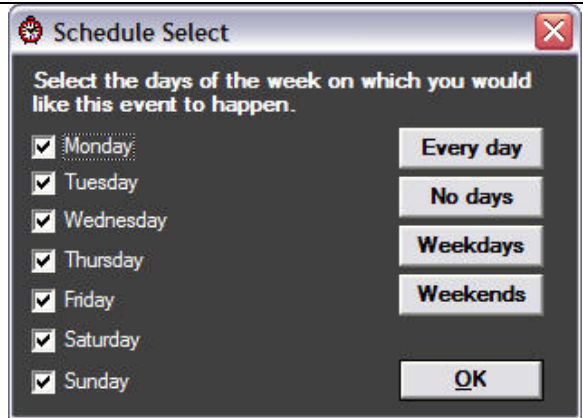 Schedule Select
Select the days of the week on which you would
like this event to happen.
Monday
Tuesday
Wednesday
Thursday
Friday
Saturday
Sunday
Every day
No days
Weekdays
Weekends
OK